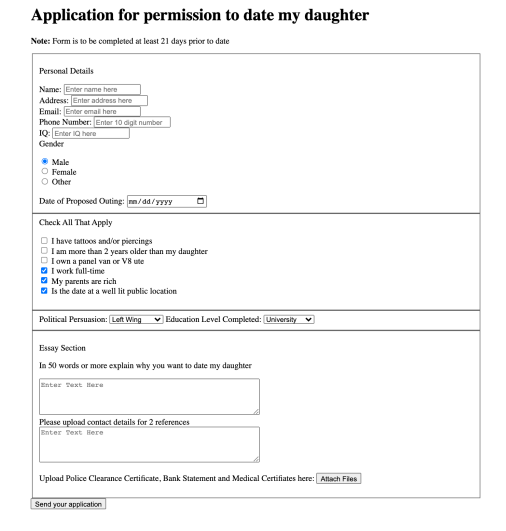 Application for permission to date my daughter
Note: Form is to be completed at least 21 days prior to date
Personal Details
Name: Enter name here
Address: Enter address here
Email: Enter email here
Phone Number: Enter 10 digit number
IQ: Enter IQ here
Gender
Male
Female
Other
Date of Proposed Outing: mm/dd/yyyy
Check All That Apply
I have tattoos and/or piercings
I am more than 2 years older than my daughter
I own a panel van or V8 ute
I work full-time
My parents are rich
Is the date at a well lit public location
Political Persuasion: Left Wing Education Level Completed: University
Essay Section
In 50 words or more explain why you want to date my daughter
Enter Text Here
Please upload contact details for 2 references
Enter Text Here
Upload Police Clearance Certificate, Bank Statement and Medical Certifiates here: Attach Files
Send your application